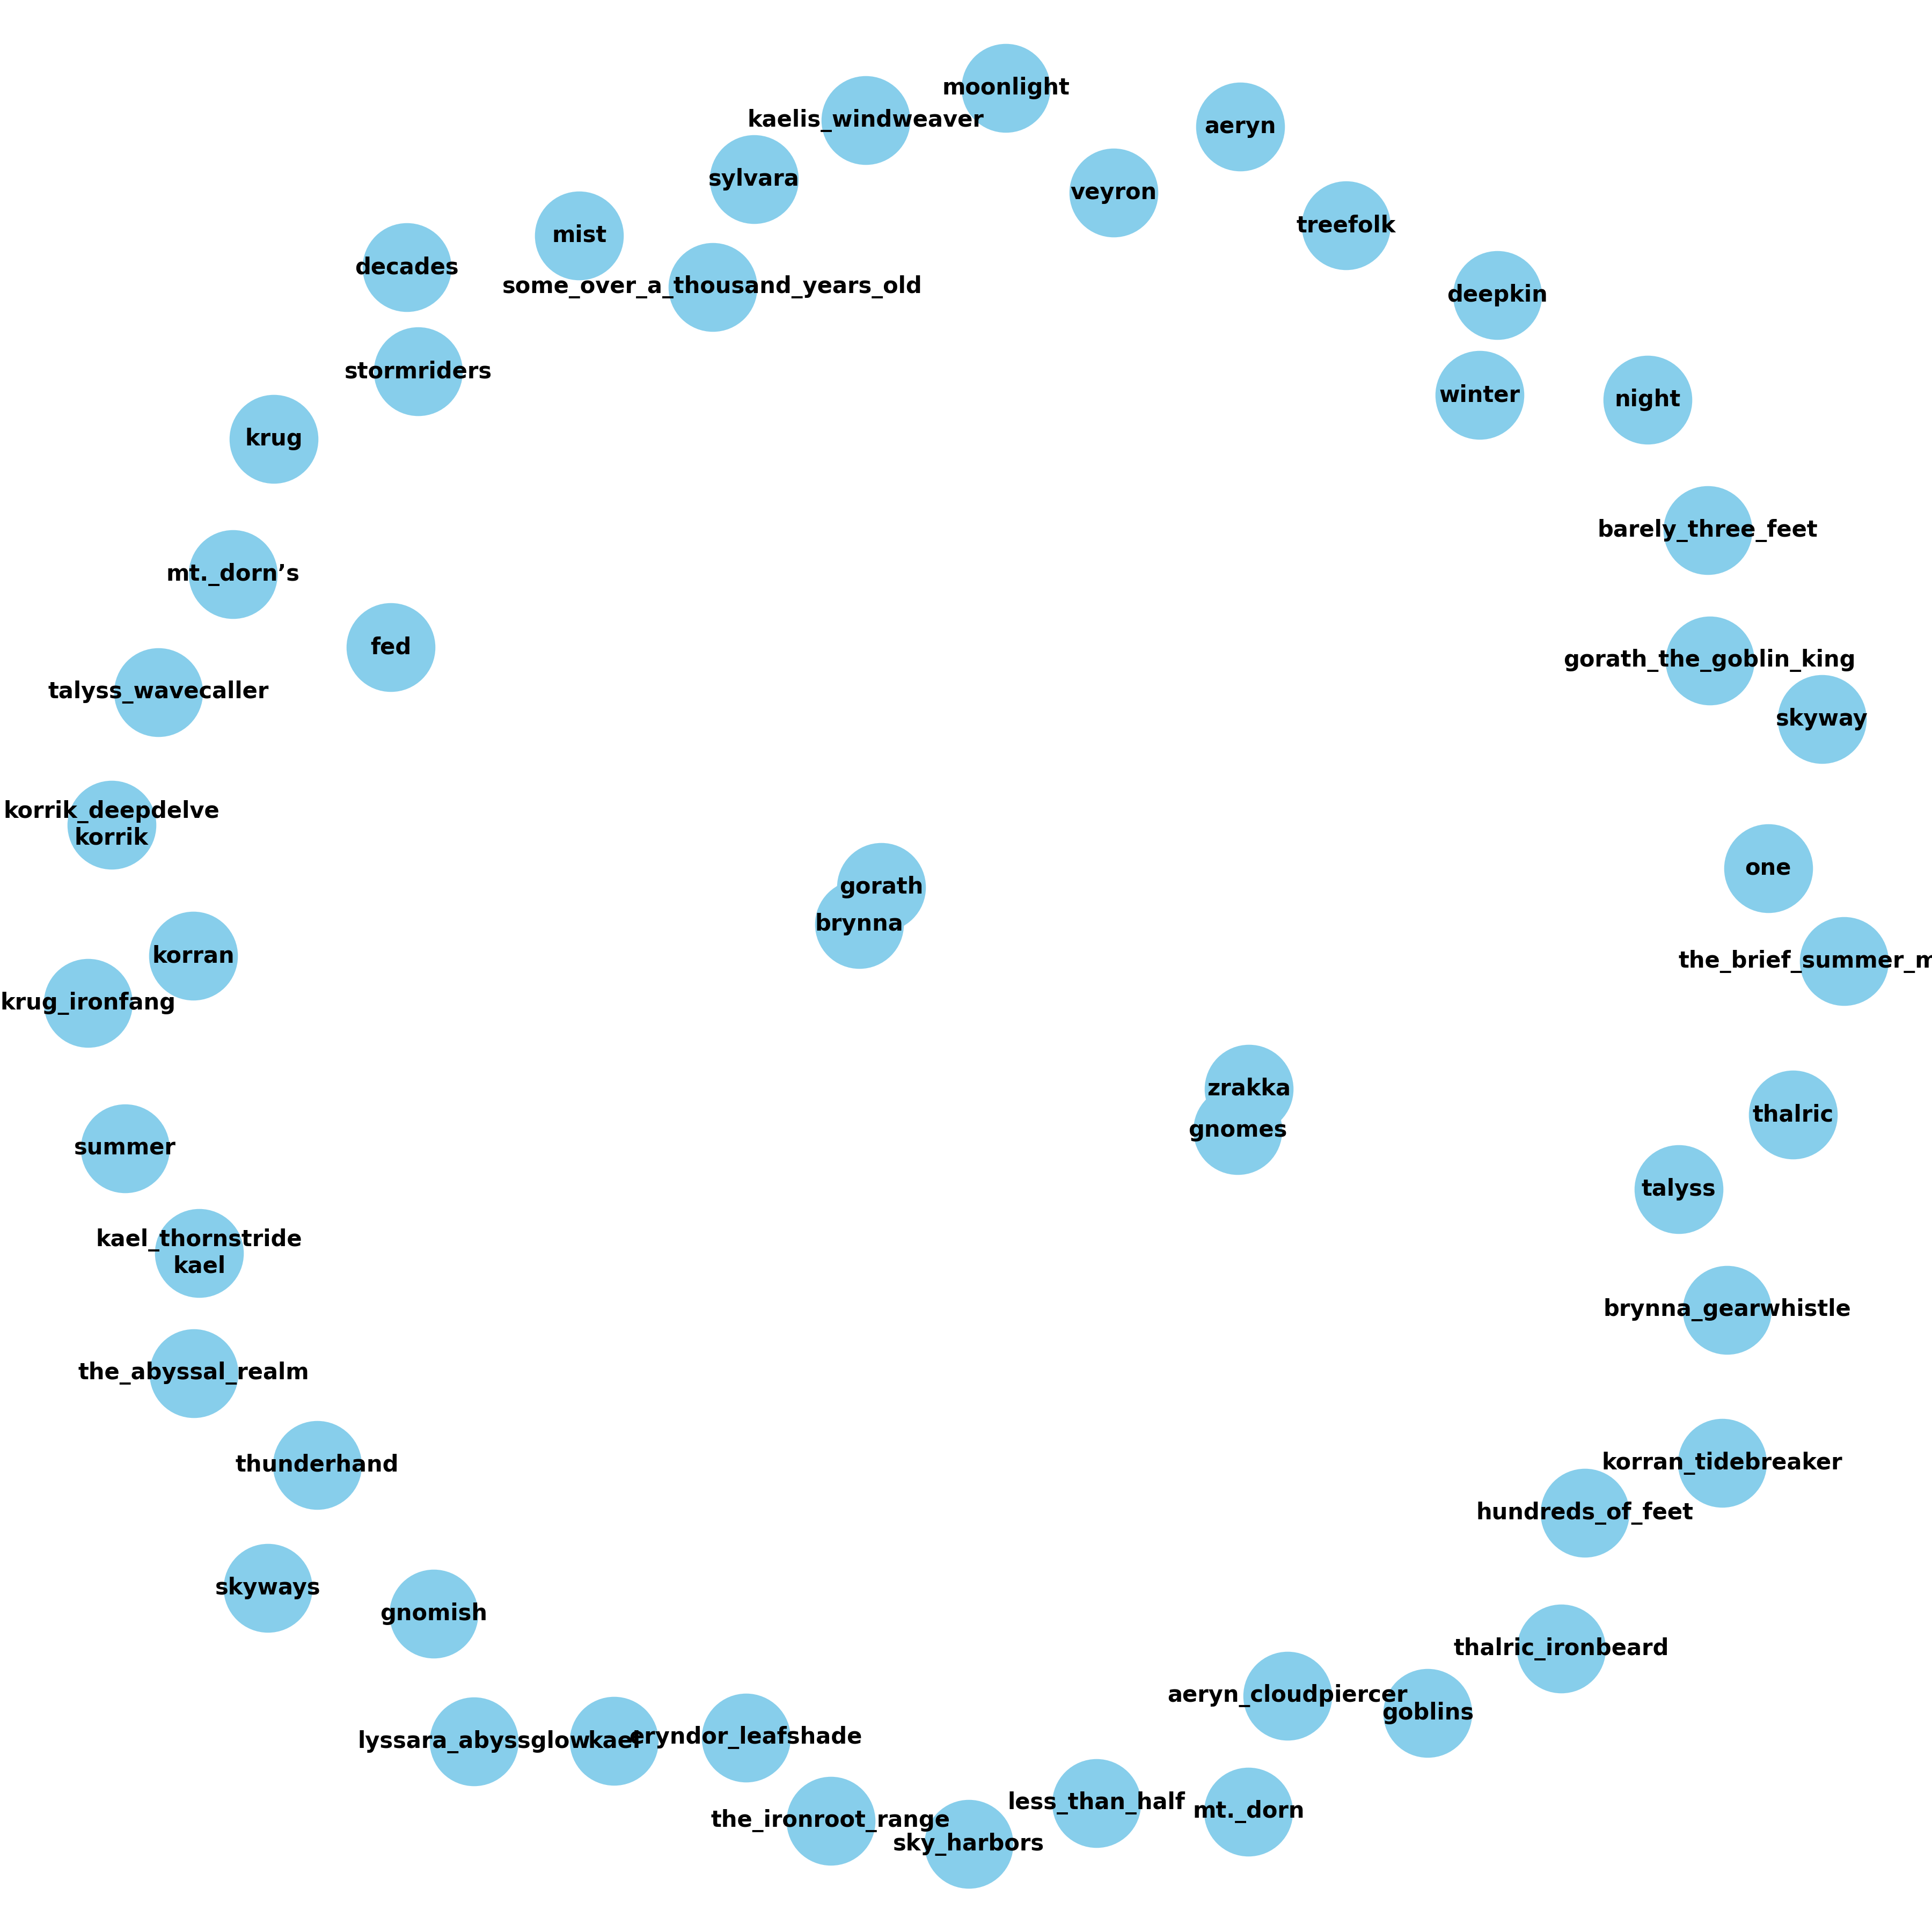 moonlight
kaelis_windweaver
aeryn
sylvara
veyron
treefolk
mist
decades
some_over_a_thousand_years_old
deepkin
stormriders
winter
night
krug
barely_three_feet
mt._dorn’s
fed
gorath_the_goblin_king
talyss_wavecaller
skyway
korrik_deepdelve
korrik
one
gorath
brynna
korran
the_brief_summer_m
krug_ironfang
zrakka
thalric
gnomes
summer
talyss
kael_thornstride
kael
brynna_gearwhistle
the_abyssal_realm
thunderhand
korran_tidebreaker
hundreds_of_feet
skyways
gnomish
thalric_ironbeard
aeryn_cloudpiercer
goblins
lyssara_abyssglow
kael
eryndor_leafshade
less_than_half
mt._dorn
the_ironroot_range
sky_harbors